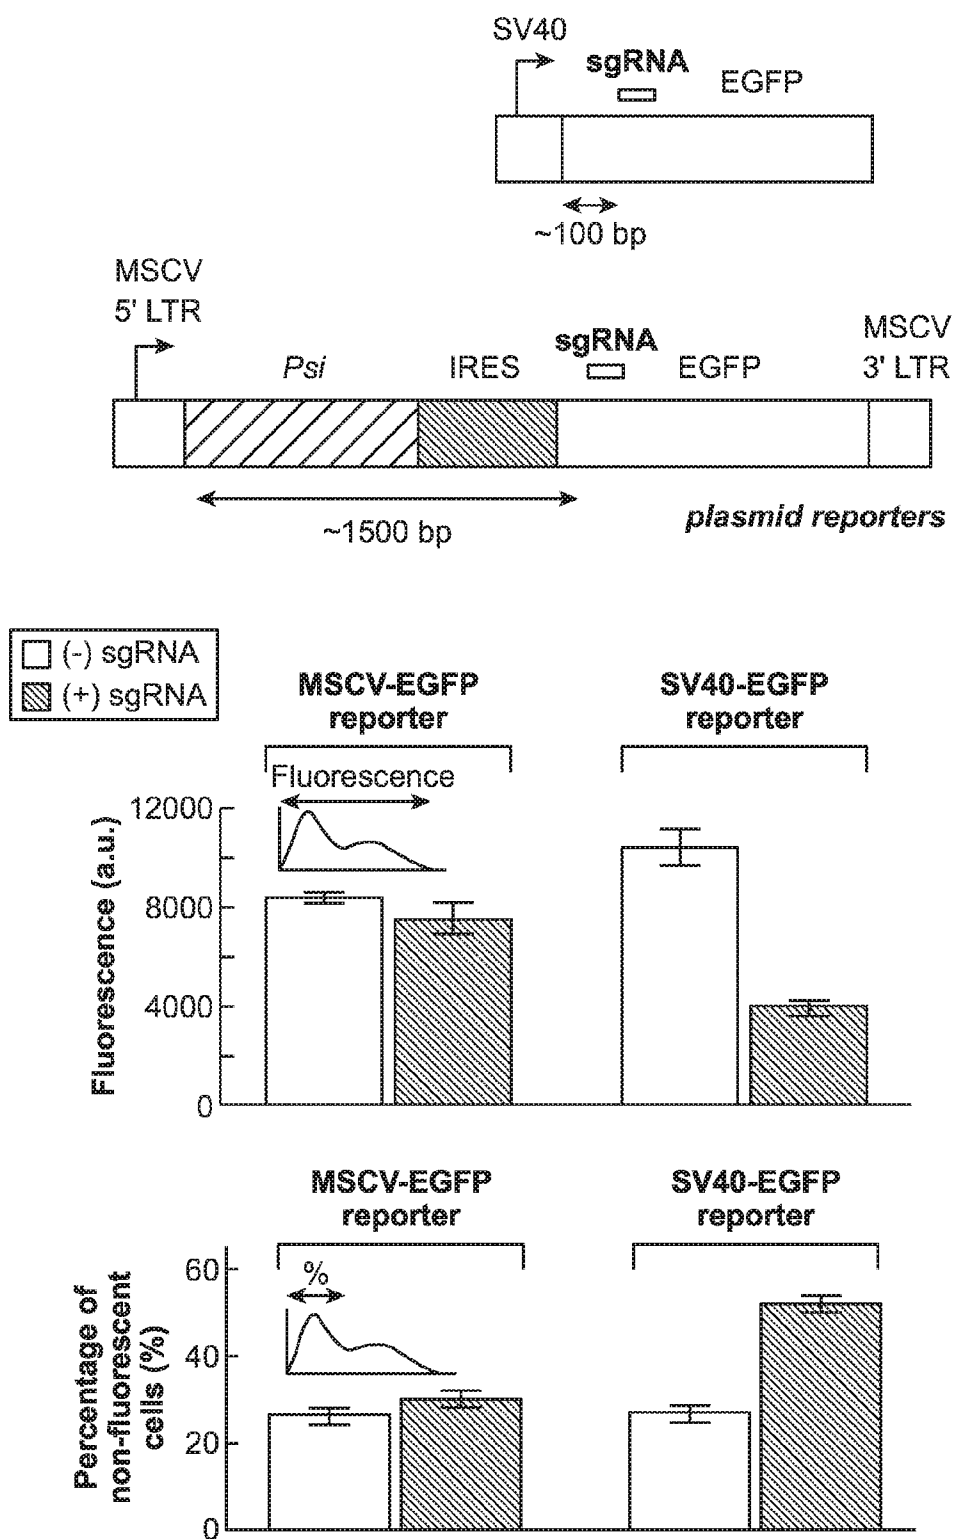 SV40
sgRNA
EGFP
~100 bp
MSCV
5' LTR
Psi
IRES
sgRNA
EGFP
MSCV
3' LTR
~1500 bp
plasmid reporters
(-) sgRNA
(+) sgRNA
MSCV-EGFP
reporter
SV40-EGFP
reporter
Fluorescence
Fluorescence (a.u.)
12000
8000
4000
0
MSCV-EGFP
reporter
SV40-EGFP
reporter
%
Percentage of
non-fluorescent
cells (%)
60
40
20
0